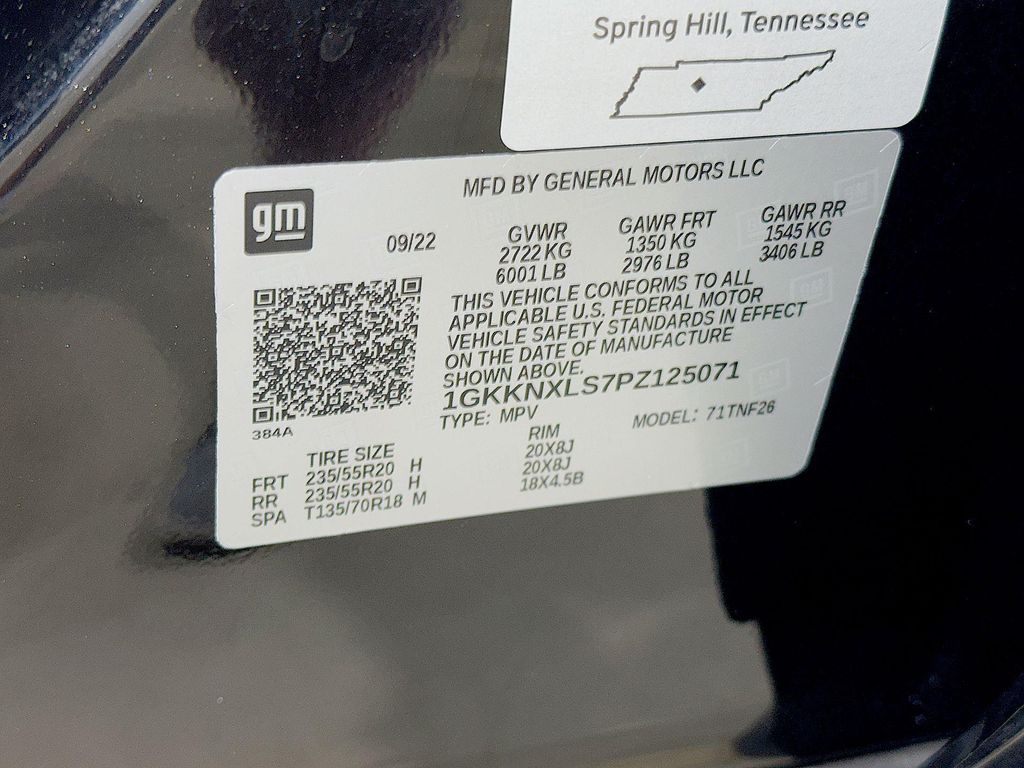 Spring Hill, Tennessee
MFD BY GENERAL MOTORS LLC
gm
09/22
GVWR GAWR FRT GAWR RR
2722 KG 1350 KG 1545 KG
6001 LB 2976 LB 3406 LB
THIS VEHICLE CONFORMS TO ALL
APPLICABLE U.S. FEDERAL MOTOR
VEHICLE SAFETY STANDARDS IN EFFECT
ON THE DATE OF MANUFACTURE
SHOWN ABOVE.
1GKKNXLS7PZ125071
TYPE: MPV MODEL: 71TNF26
384A
TIRE SIZE RIM
FRT 235/55R20 H 20X8J
RR 235/55R20 H 20X8J
SPA T135/70R18 M 18X4.5B